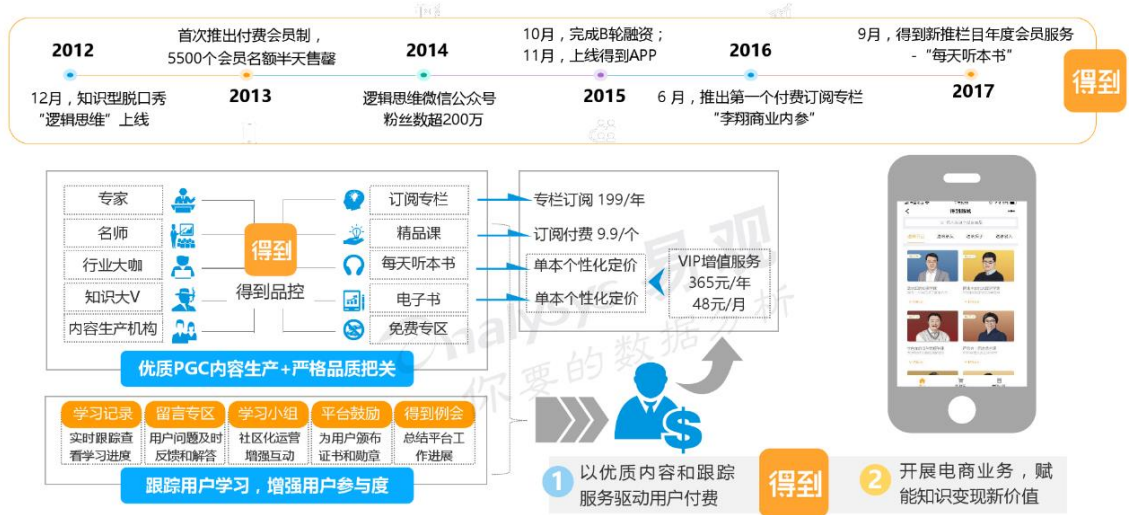 2012
首次推出付费会员制，
5500个会员名额半天售罄
2014
10月，完成B轮融资；
11月，上线得到APP
2016
9月，得到新推栏目年度会员服务
-“每天听本书”
得到
12月，知识型脱口秀
“逻辑思维”上线
2013
逻辑思维微信公众号
粉丝数超200万
2015
6 月，推出第一个付费订阅专栏
“李翔商业内参”
2017
专家
名师
行业大咖
知识大V
内容生产机构
得到
得到品控
订阅专栏
精品课
每天听本书
电子书
免费专区
专栏订阅 199/年
订阅付费 9.9/个
单本个性化定价
单本个性化定价
VIP增值服务
365元/年
48元/月
优质PGC内容生产+严格品质把关
学习记录
实时跟踪查
看学习进度
留言专区
用户问题及时
反馈和解答
学习小组
社区化运营
增强互动
平台鼓励
为用户颁布
证书和勋章
得到例会
总结平台工
作进展
跟踪用户学习，增强用户参与度
1
以优质内容和跟踪
服务驱动用户付费
得到
2
开展电商业务，赋
能知识变现新价值
nalysys 易观
你要的数据分析